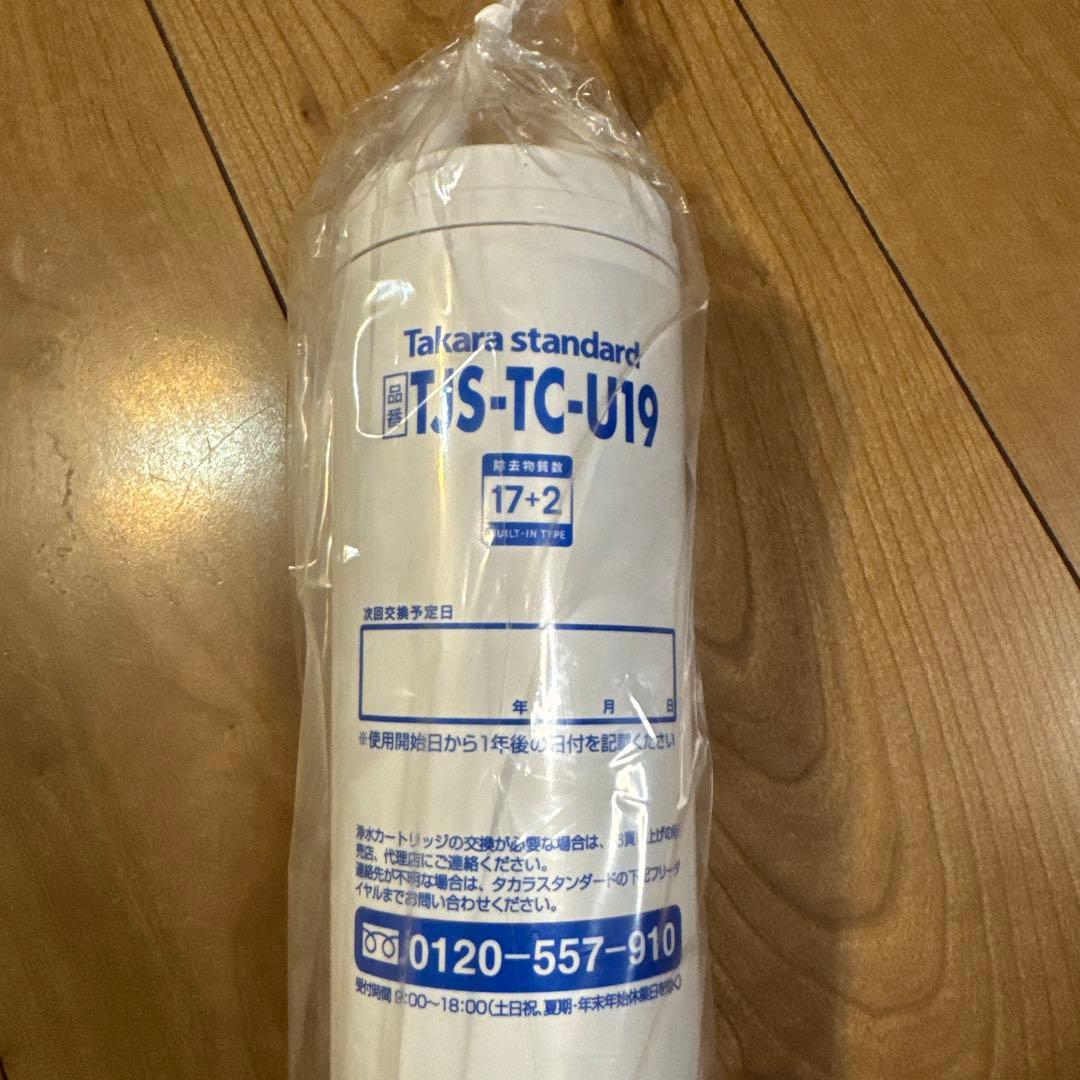 Takara standard
品番 TJS-TC-U19
除去物質数
17+2
BUILT-IN TYPE
次回交換予定日
年 月 日
※使用開始日から1年後の日付を記載ください
浄水カートリッジの交換が必要な場合は、お買い上げの販
売店、代理店にご連絡ください。
連絡先が不明な場合は、タカラスタンダードの下記フリーダ
イヤルまでお問い合わせください。
0120-557-910
受付時間 9:00～18:00(土日祝、夏期・年末年始休業日を除く)